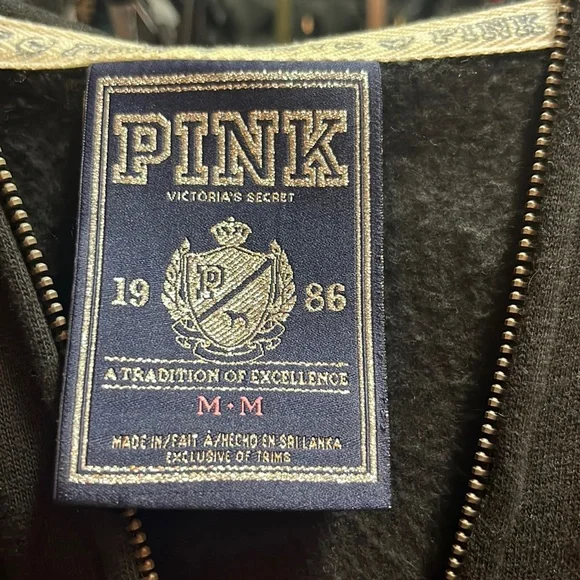 PINK
PINK
VICTORIA'S SECRET
P
19 86
A TRADITION OF EXCELLENCE
M • M
MADE IN/FAIT À/HECHO EN SRI LANKA
EXCLUSIVE OF TRIMS